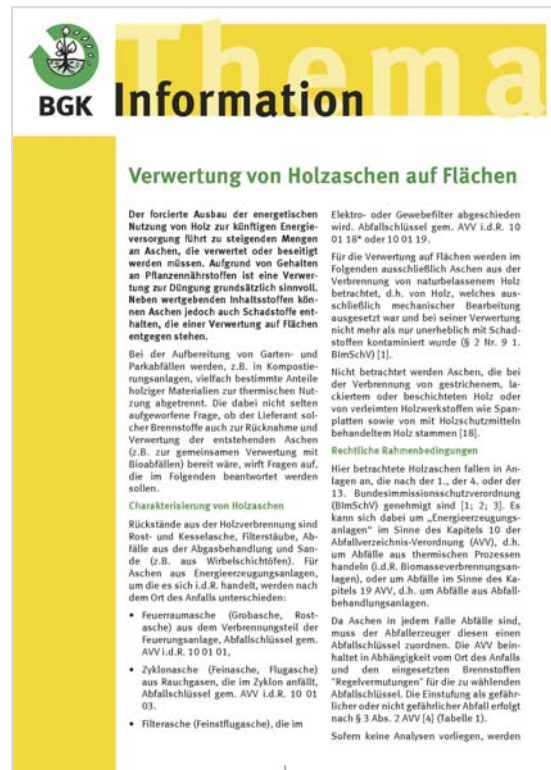 Thema
BGK Information
Verwertung von Holzaschen auf Flächen
Der forcierte Ausbau der energetischen
Nutzung von Holz zur künftigen Energie-
versorgung führt zu steigenden Mengen
an Aschen, die verwertet oder beseitigt
werden müssen. Aufgrund von Gehalten
an Pflanzennährstoffen ist eine Verwer-
tung zur Düngung grundsätzlich sinnvoll.
Neben wertgebenden Inhaltsstoffen kön-
nen Aschen jedoch auch Schadstoffe ent-
halten, die einer Verwertung auf Flächen
entgegen stehen.
Bei der Aufbereitung von Garten- und
Parkabfällen werden, z.B. in Kompostie-
rungsanlagen, vielfach bestimmte Anteile
holziger Materialien zur thermischen Nut-
zung abgetrennt. Die dabei nicht selten
aufgeworfene Frage, ob der Lieferant sol-
cher Brennstoffe auch zur Rücknahme und
Verwertung der entstehenden Aschen
(z.B. zur gemeinsamen Verwertung mit
Bioabfällen) bereit wäre, wirft Fragen auf,
die im folgenden beantwortet werden
sollen.
Charakterisierung von Holzaschen
Rückstände aus der Holzverbrennung sind
Rost- und Kesselasche, Filterstäube, Ab-
fälle aus der Abgasbehandlung und San-
de (z.B. aus Wirbelschichtöfen). Für
Aschen aus Energieerzeugungsanlagen,
um die es sich i.d.R. handelt, werden nach
dem Ort des Anfalls unterschieden:
• Feuerraumasche (Grobasche, Rost-
asche) aus dem Verbrennungsteil der
Feuerungsanlage, Abfallschlüssel gem.
AVV i.d.R. 10 01 01,
• Zyklonasche (Feinasche, Flugasche)
aus Rauchgasen, die im Zyklon anfällt,
Abfallschlüssel gem. AVV i.d.R. 10 01
03.
• Filterasche (Feinstflugasche), die im
Elektro- oder Gewebefilter abgeschieden
wird. Abfallschlüssel gem. AVV i.d.R. 10
01 18* oder 10 01 19.
Für die Verwertung auf Flächen werden im
Folgenden ausschließlich Aschen aus der
Verbrennung von naturbelassenem Holz
betrachtet, d.h. von Holz, welches aus-
schließlich mechanischer Bearbeitung
ausgesetzt war und bei seiner Verwertung
nicht mehr als nur unerheblich mit Schad-
stoffen kontaminiert wurde (§ 2 Nr. 9 1.
BImSchV) [1].
Nicht betrachtet werden Aschen, die bei
der Verbrennung von gestrichenem, la-
ckiertem oder beschichteten Holz oder
von verleimten Holzwerkstoffen wie Span-
platten sowie von mit Holzschutzmitteln
behandeltem Holz stammen [18].
Rechtliche Rahmenbedingungen
Hier betrachtete Holzaschen fallen in An-
lagen an, die nach der 1., der 4. oder der
13. Bundesimmissionsschutzverordnung
(BImSchV) genehmigt sind [1; 2; 3]. Es
kann sich dabei um „Energieerzeugungs-
anlagen“ im Sinne des Kapitels 10 der
Abfallverzeichnis-Verordnung (AVV), d.h.
um Abfälle aus thermischen Prozessen
handeln (i.d.R. Biomasseverbrennungsan-
lagen), oder um Abfälle im Sinne des Ka-
pitels 19 AVV, d.h. um Abfälle aus Abfall-
behandlungsanlagen.
Da Aschen in jedem Falle Abfälle sind,
muss der Abfallerzeuger diesen einen
Abfallschlüssel zuordnen. Die AVV bein-
haltet in Abhängigkeit vom Ort des Anfalls
und den eingesetzten Brennstoffen
"Regelvermutungen" für die zu wählenden
Abfallschlüssel. Die Einstufung als gefähr-
licher oder nicht gefährlicher Abfall erfolgt
nach § 3 Abs. 2 AVV [4] (Tabelle 1).
Sofern keine Analysen vorliegen, werden